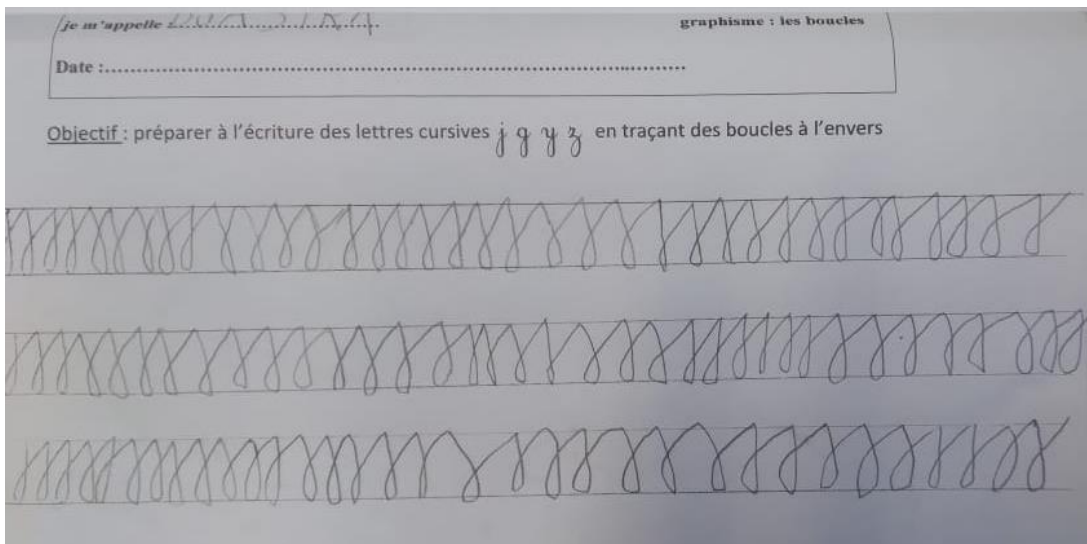 je m'appelle :
graphisme : les boucles
Date :..............................................................................................
Objectif : préparer à l'écriture des lettres cursives j g y z en traçant des boucles à l'envers